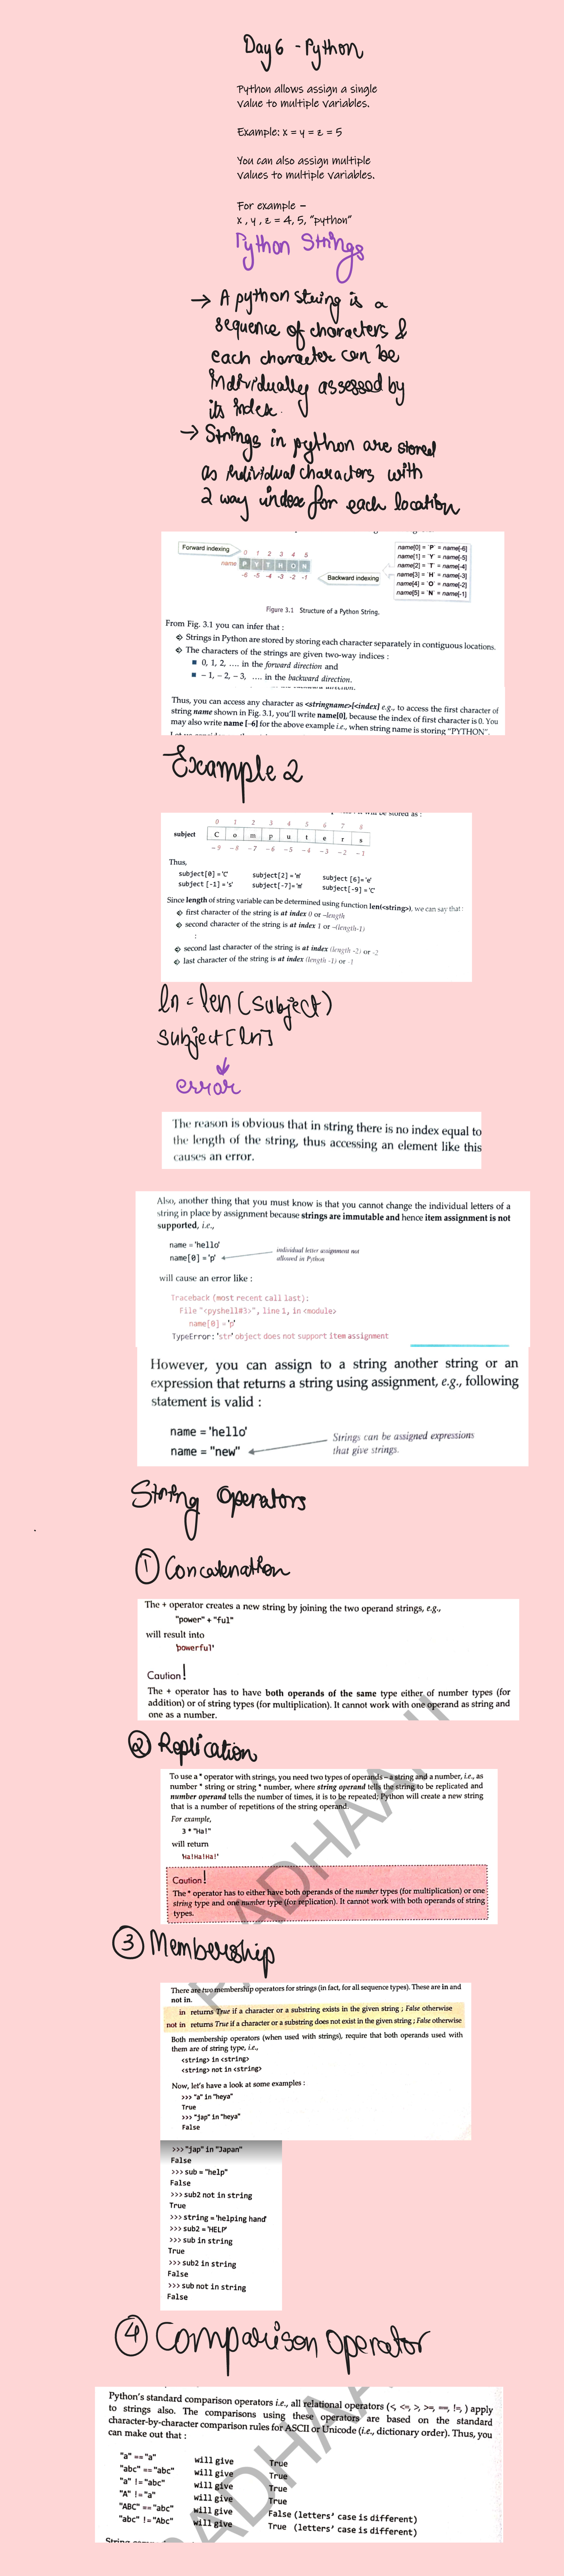 Day 6 - Python
Python allows assign a single
value to multiple variables.
Example: x = y = z = 5
You can also assign multiple
values to multiple variables.
For example –
x , y , z = 4, 5, "python"
Python Strings
→ A python string is a
sequence of characters &
each character can be
individually assessed by
its index.
→ Strings in python are stored
as individual charactors with
2 way index for each location
Forward indexing
0 1 2 3 4 5
name P Y T H O N
-6 -5 -4 -3 -2 -1
Backward indexing
name[0] = 'P' = name[-6]
name[1] = 'Y' = name[-5]
name[2] = 'T' = name[-4]
name[3] = 'H' = name[-3]
name[4] = 'O' = name[-2]
name[5] = 'N' = name[-1]
Figure 3.1 Structure of a Python String.
From Fig. 3.1 you can infer that :
Strings in Python are stored by storing each character separately in contiguous locations.
The characters of the strings are given two-way indices :
■ 0, 1, 2, .... in the forward direction and
■ – 1, – 2, – 3, .... in the backward direction.
Thus, you can access any character as <stringname>[<index] e.g., to access the first character of
string name shown in Fig. 3.1, you'll write name[0], because the index of first character is 0. You
may also write name [–6] for the above example i.e., when string name is storing "PYTHON".
Example 2
be stored as :
0 1 2 3 4 5 6 7 8
subject C o m p u t e r s
– 9 – 8 – 7 – 6 – 5 – 4 – 3 – 2 – 1
Thus,
subject[0] ='C' subject[2] ='m' subject [6]='e'
subject [-1] ='s' subject[-7]='m' subject[-9] ='C'
Since length of string variable can be determined using function len(<string>), we can say that :
first character of the string is at index 0 or –length
second character of the string is at index 1 or –(length-1)
:
second last character of the string is at index (length -2) or -2
last character of the string is at index (length -1) or -1
ln = len (subject)
subject [ln]
↓
error
The reason is obvious that in string there is no index equal to
the length of the string, thus accessing an element like this
causes an error.
Also, another thing that you must know is that you cannot change the individual letters of a
string in place by assignment because strings are immutable and hence item assignment is not
supported, i.e.,
name = 'hello'
name[0] = 'p' individual letter assignment not
allowed in Python
will cause an error like :
Traceback (most recent call last):
File "<pyshell#3>", line 1, in <module>
name[0] = 'p'
TypeError: 'str' object does not support item assignment
However, you can assign to a string another string or an
expression that returns a string using assignment, e.g., following
statement is valid :
name = 'hello'
name = "new" Strings can be assigned expressions
that give strings.
String Operators
① Concatenation
The + operator creates a new string by joining the two operand strings, e.g.,
"power" + "ful"
will result into
'powerful'
Caution!
The + operator has to have both operands of the same type either of number types (for
addition) or of string types (for multiplication). It cannot work with one operand as string and
one as a number.
② Replication
To use a * operator with strings, you need two types of operands – a string and a number, i.e., as
number * string or string * number, where string operand tells the string to be replicated and
number operand tells the number of times, it is to be repeated; Python will create a new string
that is a number of repetitions of the string operand.
For example,
3 * "Ha!"
will return
'Ha!Ha!Ha!'
Caution!
The * operator has to either have both operands of the number types (for multiplication) or one
string type and one number type (for replication). It cannot work with both operands of string
types.
③ Membership
There are two membership operators for strings (in fact, for all sequence types). These are in and
not in.
in returns True if a character or a substring exists in the given string ; False otherwise
not in returns True if a character or a substring does not exist in the given string ; False otherwise
Both membership operators (when used with strings), require that both operands used with
them are of string type, i.e.,
<string> in <string>
<string> not in <string>
Now, let's have a look at some examples :
>>> "a" in "heya"
True
>>> "jap" in "heya"
False
>>> "jap" in "Japan"
False
>>> sub = "help"
False
>>> sub2 not in string
True
>>> string = 'helping hand'
>>> sub2 = 'HELP'
>>> sub in string
True
>>> sub2 in string
False
>>> sub not in string
False
④ Comparison Operator
Python's standard comparison operators i.e., all relational operators (<, <=, >, >=, ==, !=, ) apply
to strings also. The comparisons using these operators are based on the standard
character-by-character comparison rules for ASCII or Unicode (i.e., dictionary order). Thus, you
can make out that :
"a" == "a" will give True
"abc" == "abc" will give True
"a" != "abc" will give True
"A" != "a" will give True
"ABC" == "abc" will give False (letters' case is different)
"abc" != "Abc" will give True (letters' case is different)